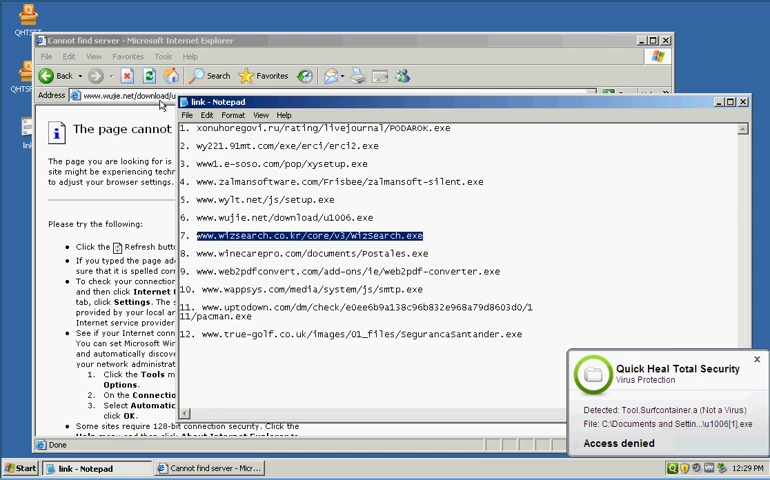 QHTSET
Cannot find server - Microsoft Internet Explorer
File Edit View Favorites Tools Help
Back Search Favorites
Address www.wujie.net/download/u
The page cannot
The page you are looking for is
site might be experiencing techn
to adjust your browser settings.
Please try the following:
Click the Refresh butto
If you typed the page ad
sure that it is spelled cor
To check your connection
and then click Internet
tab, click Settings. The s
provided by your local ar
Internet service provider
See if your Internet conn
You can set Microsoft Win
and automatically discove
your network administrat
1. Click the Tools m
Options.
2. On the Connectio
3. Select Automatic
click OK.
Some sites require 128-bit connection security. Click the
Done
link - Notepad
File Edit Format View Help
1. xonuhoregovi.ru/rating/livejournal/PODAROK.exe
2. wy221.91mt.com/exe/erci/erci2.exe
3. www1.e-soso.com/pop/xysetup.exe
4. www.zalmansoftware.com/Frisbee/zalmansoft-silent.exe
5. www.wylt.net/js/setup.exe
6. www.wujie.net/download/u1006.exe
7. www.wizsearch.co.kr/core/v3/WizSearch.exe
8. www.winecarepro.com/documents/Postales.exe
9. www.web2pdfconvert.com/add-ons/ie/web2pdf-converter.exe
10. www.wappsys.com/media/system/js/smtp.exe
11. www.uptodown.com/dm/check/e0ee6b9a138c96b832e968a79d8603d0/1
11/pacman.exe
12. www.true-golf.co.uk/images/01_files/SegurancaSantander.exe
Quick Heal Total Security
Virus Protection
Detected: Tool.Surfcontainer.a (Not a Virus)
File: C:\Documents and Settin...\u1006[1].exe
Access denied
Start link - Notepad Cannot find server - Micr... 12:29 PM